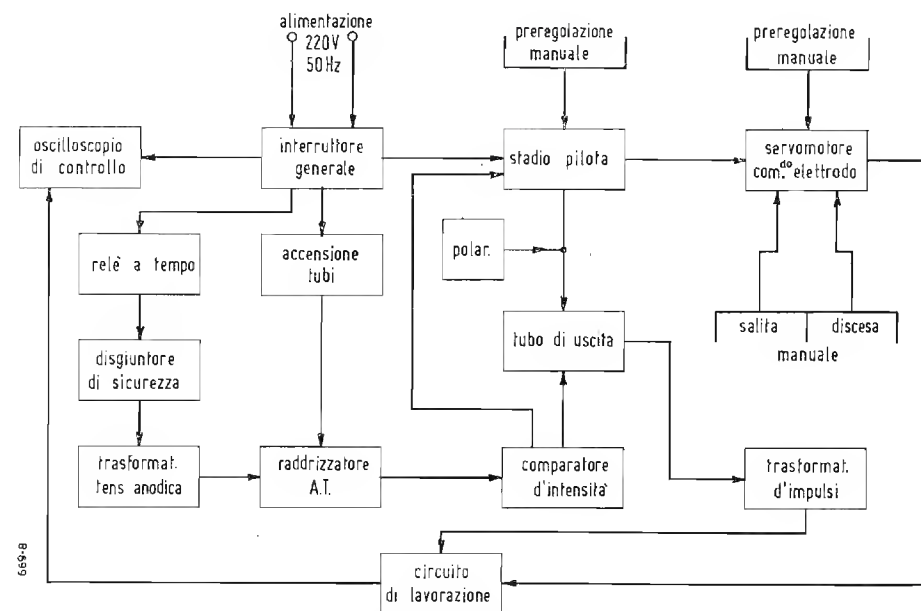 alimentazione
220V
50Hz
preregolazione
manuale
preregolazione
manuale
oscilloscopio
di controllo
interruttore
generale
stadio pilota
servomotore
com.do elettrodo
relè a tempo
accensione
tubi
polar.
tubo di uscita
salita
discesa
manuale
disgiuntore
di sicurezza
trasformat.
tens anodica
raddrizzatore
A.T.
comparatore
d'intensità
trasformat.
d'impulsi
circuito
di lavorazione
B-699